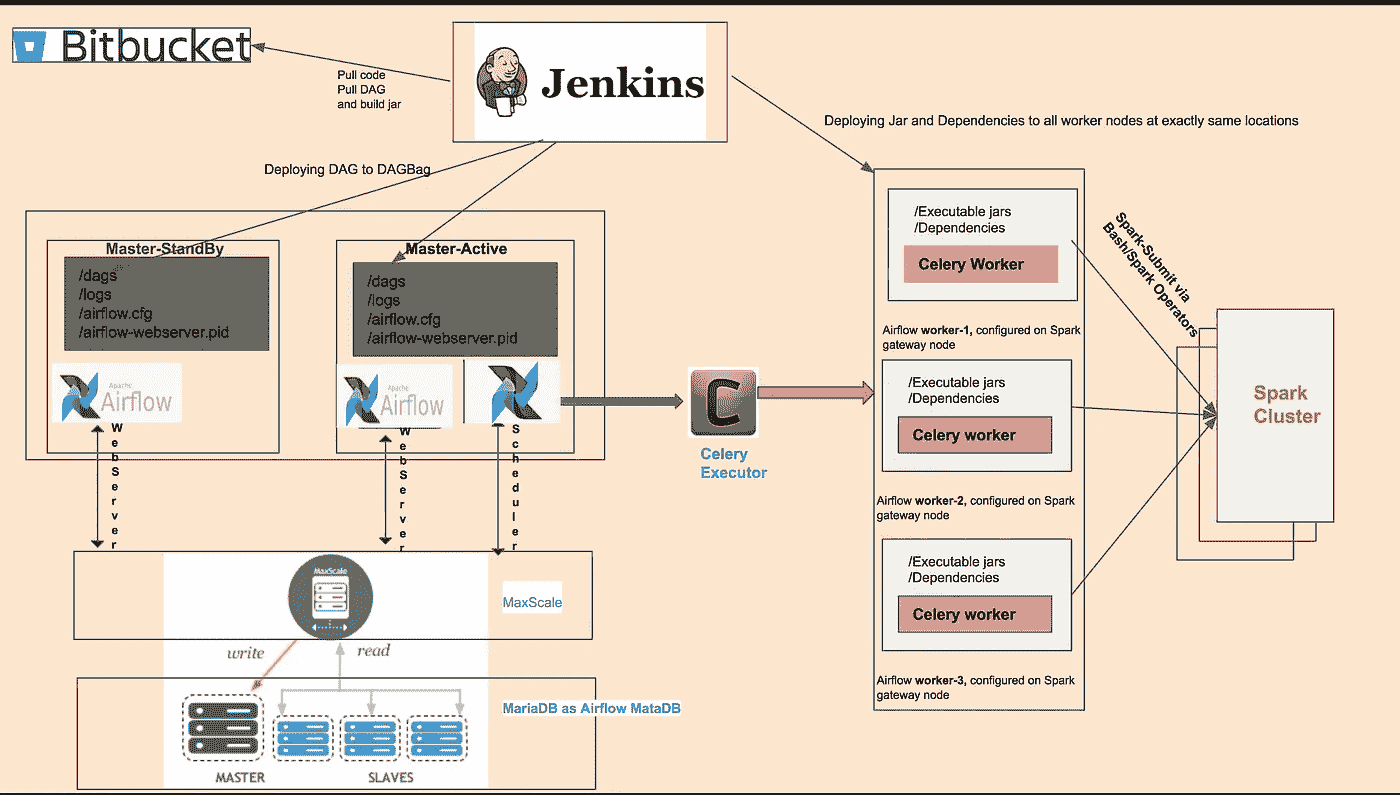 Bitbucket
Jenkins
Pull code
Pull DAG
and build jar
Deploying Jar and Dependencies to all worker nodes at exactly same locations
Deploying DAG to DAGBag
Master-StandBy
/dags
/logs
/airflow.cfg
/airflow-webserver.pid
Apache
Airflow
WebServer
Master-Active
/dags
/logs
/airflow.cfg
/airflow-webserver.pid
Apache
Airflow
WebServer
Scheduler
C
Celery
Executor
/Executable jars
/Dependencies
Celery Worker
Airflow worker-1, configured on Spark
gateway node
/Executable jars
/Dependencies
Celery worker
Airflow worker-2, configured on Spark
gateway node
/Executable jars
/Dependencies
Celery worker
Airflow worker-3, configured on Spark
gateway node
Spark-Submit via
Bash/Spark Operators
Spark
Cluster
MaxScale
MaxScale
write
read
MariaDB as Airflow MataDB
MASTER
SLAVES